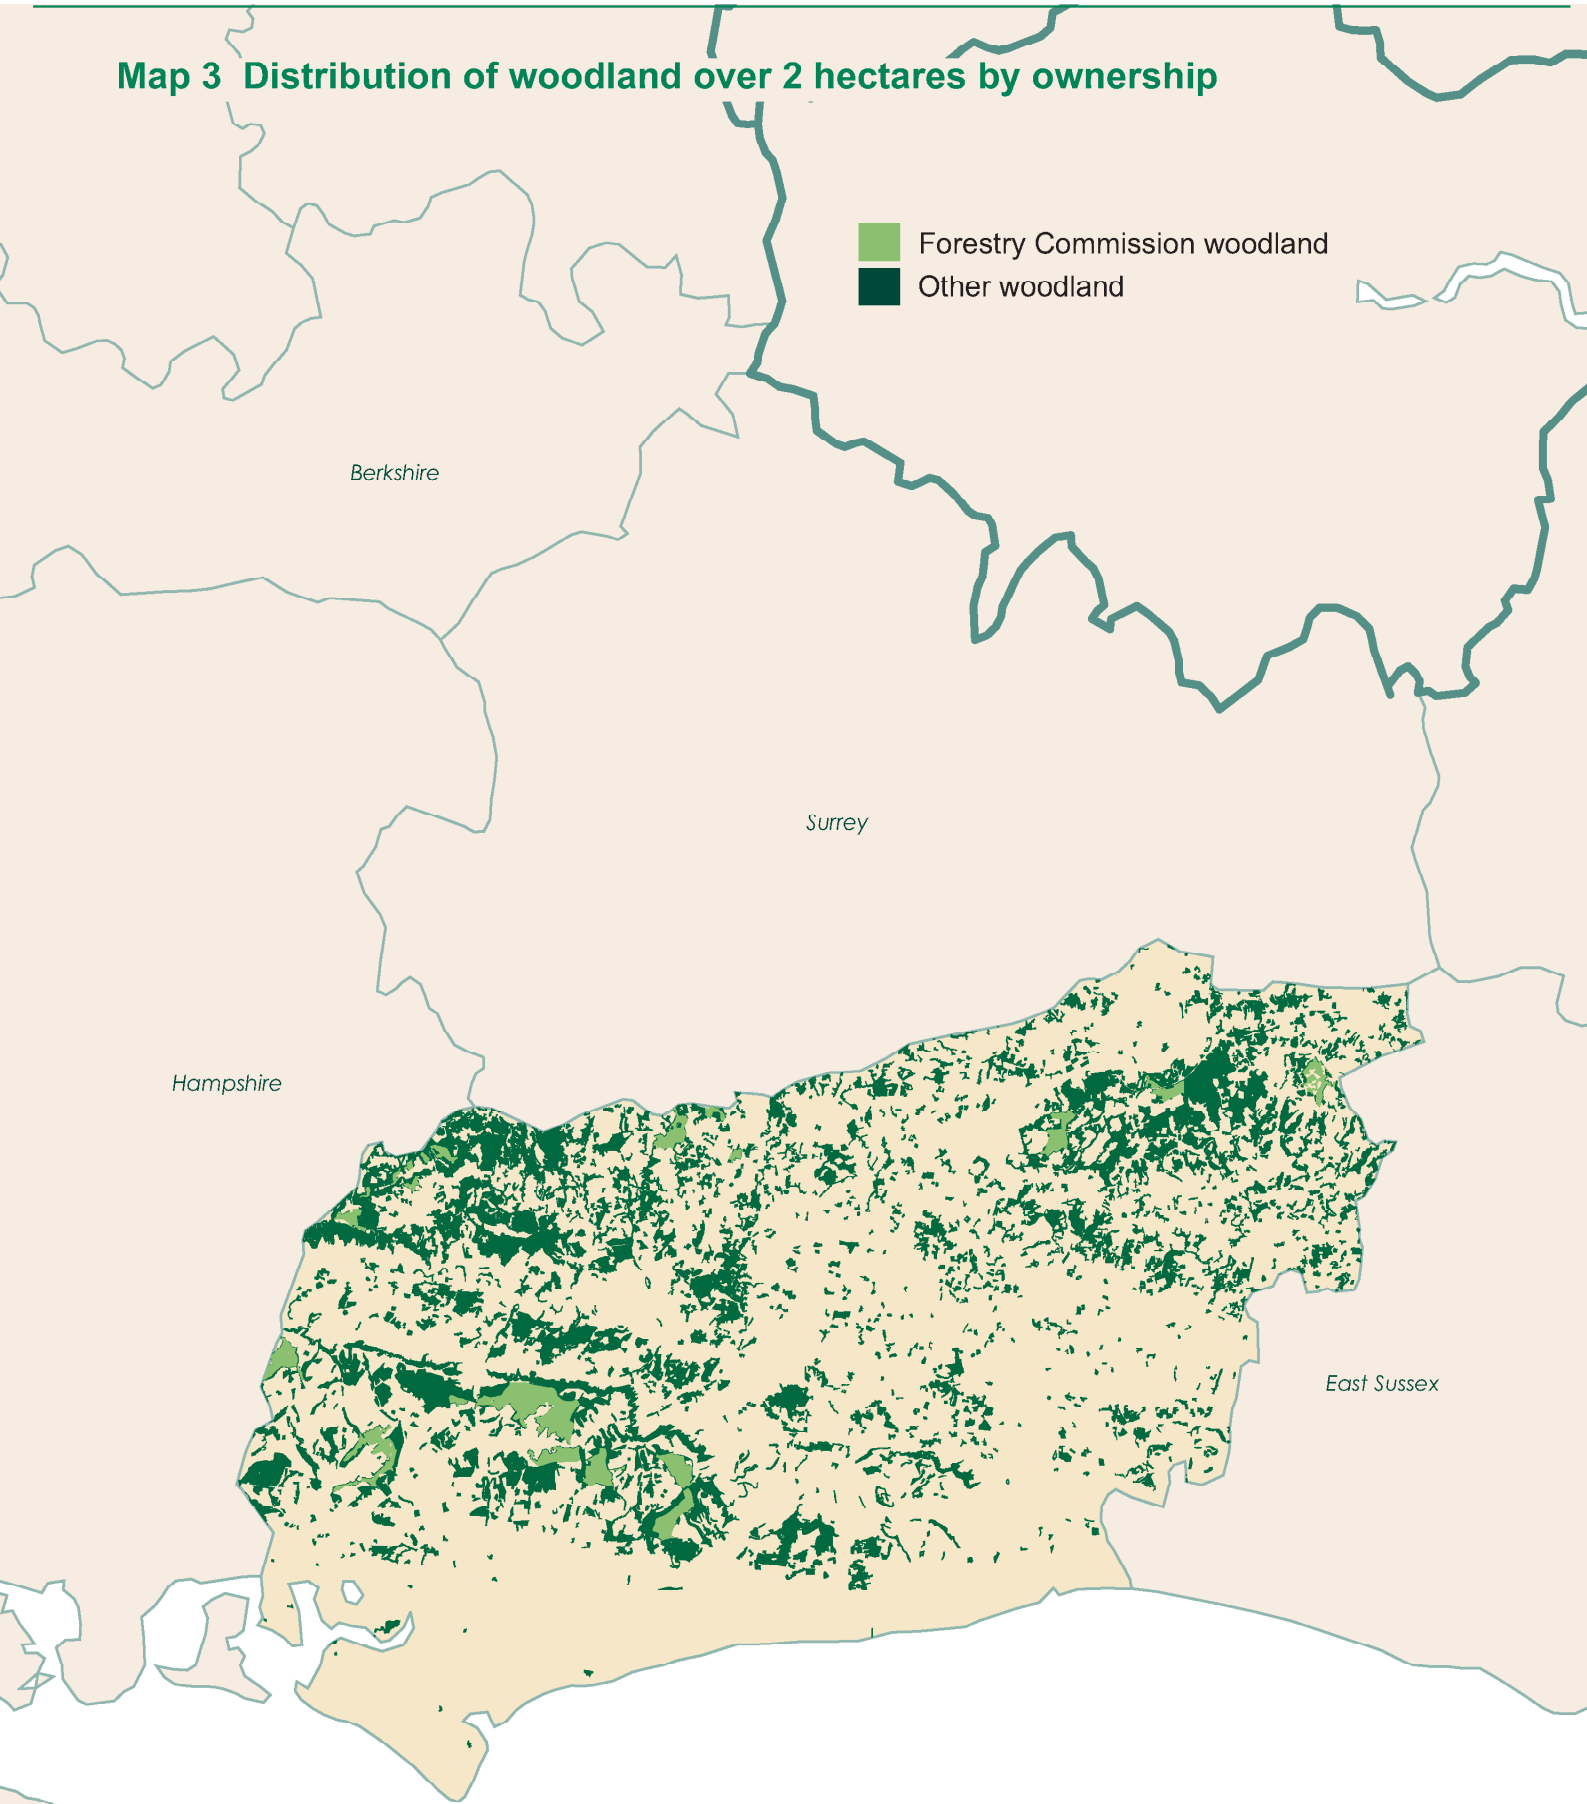 Map 3 Distribution of woodland over 2 hectares by ownership
Forestry Commission woodland
Other woodland
Berkshire
Surrey
Hampshire
East Sussex